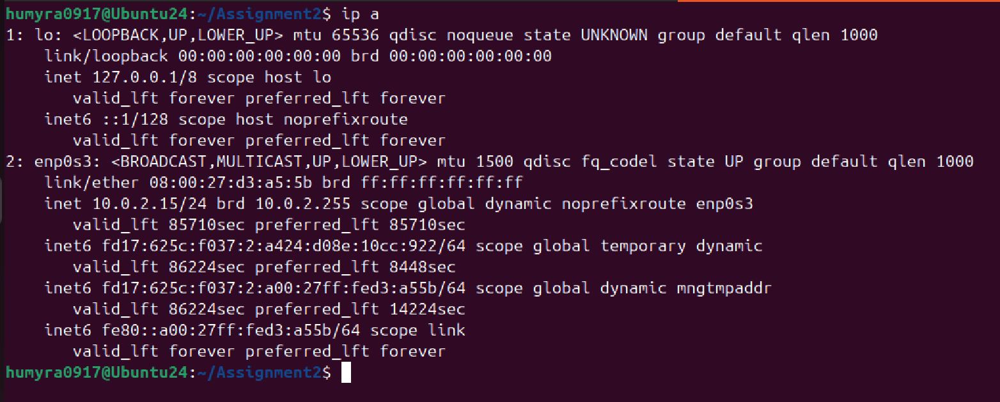 humyra0917@Ubuntu24:~/Assignment2$ ip a
1: lo: <LOOPBACK,UP,LOWER_UP> mtu 65536 qdisc noqueue state UNKNOWN group default qlen 1000
    link/loopback 00:00:00:00:00:00 brd 00:00:00:00:00:00
    inet 127.0.0.1/8 scope host lo
       valid_lft forever preferred_lft forever
    inet6 ::1/128 scope host noprefixroute
       valid_lft forever preferred_lft forever
2: enp0s3: <BROADCAST,MULTICAST,UP,LOWER_UP> mtu 1500 qdisc fq_codel state UP group default qlen 1000
    link/ether 08:00:27:d3:a5:5b brd ff:ff:ff:ff:ff:ff
    inet 10.0.2.15/24 brd 10.0.2.255 scope global dynamic noprefixroute enp0s3
       valid_lft 85710sec preferred_lft 85710sec
    inet6 fd17:625c:f037:2:a424:d08e:10cc:922/64 scope global temporary dynamic
       valid_lft 86224sec preferred_lft 8448sec
    inet6 fd17:625c:f037:2:a00:27ff:fed3:a55b/64 scope global dynamic mngtmpaddr
       valid_lft 86224sec preferred_lft 14224sec
    inet6 fe80::a00:27ff:fed3:a55b/64 scope link
       valid_lft forever preferred_lft forever
humyra0917@Ubuntu24:~/Assignment2$